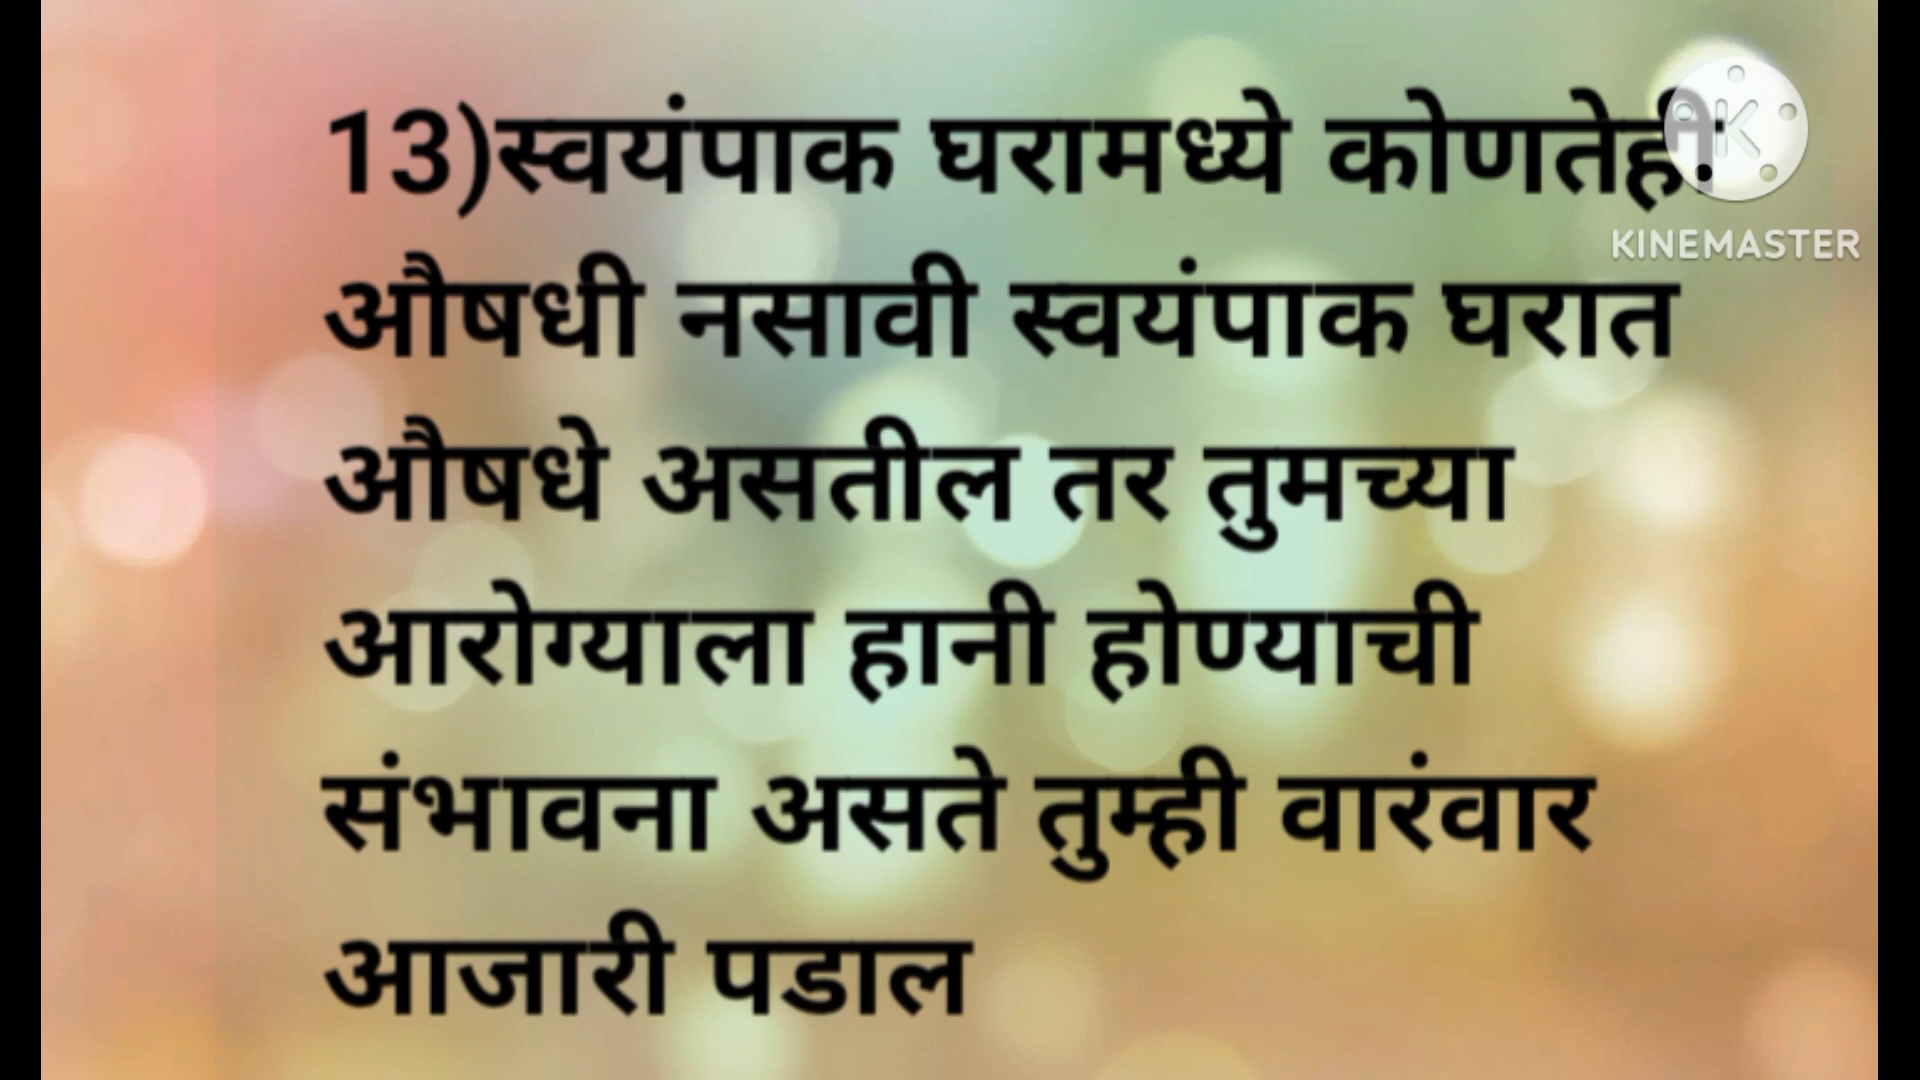 13)स्वयंपाक घरामध्ये कोणतेही
औषधी नसावी स्वयंपाक घरात
औषधे असतील तर तुमच्या
आरोग्याला हानी होण्याची
संभावना असते तुम्ही वारंवार
आजारी पडाल
K
KINEMASTER